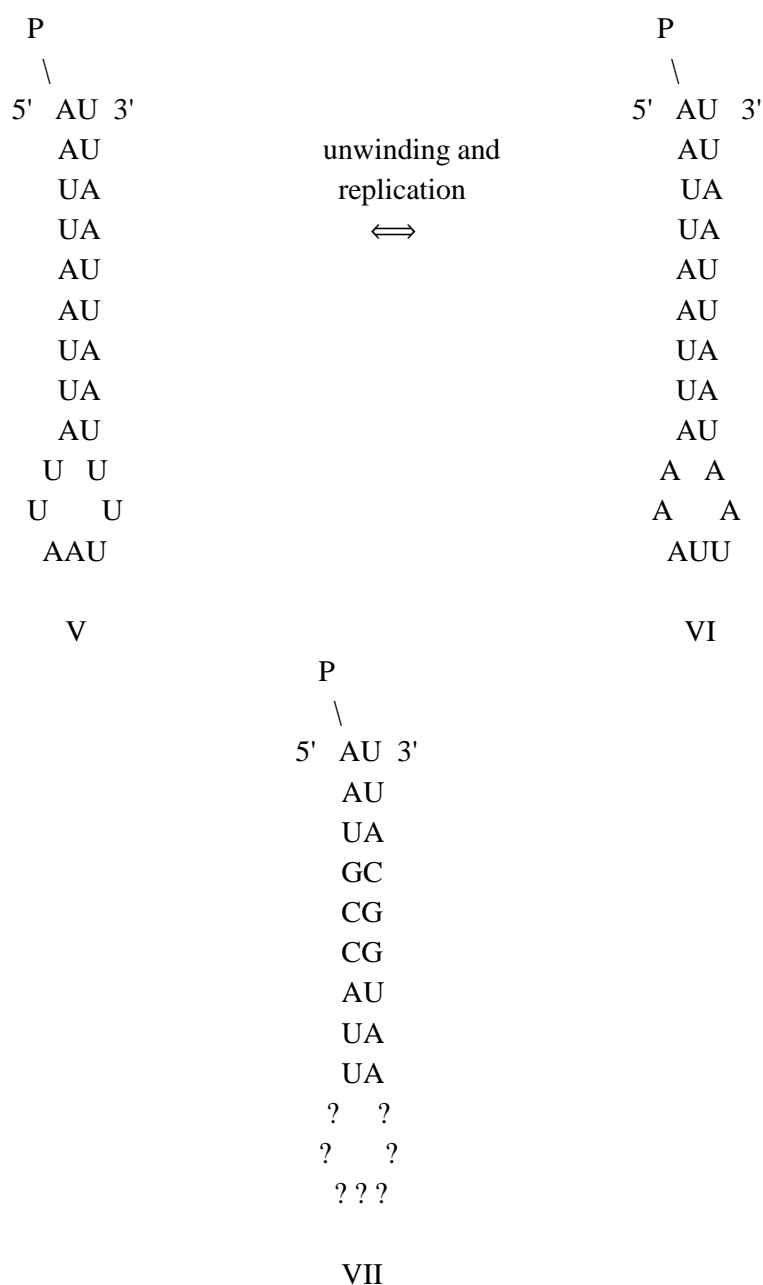 P P
\ \
5' AU 3' 5' AU 3'
AU unwinding and AU
UA replication UA
UA ⟺ UA
AU AU
AU AU
UA UA
UA UA
AU AU
U U A A
U U A A
AAU AUU
V VI
P
\
5' AU 3'
AU
UA
GC
CG
CG
AU
UA
UA
? ?
? ?
? ? ?
VII